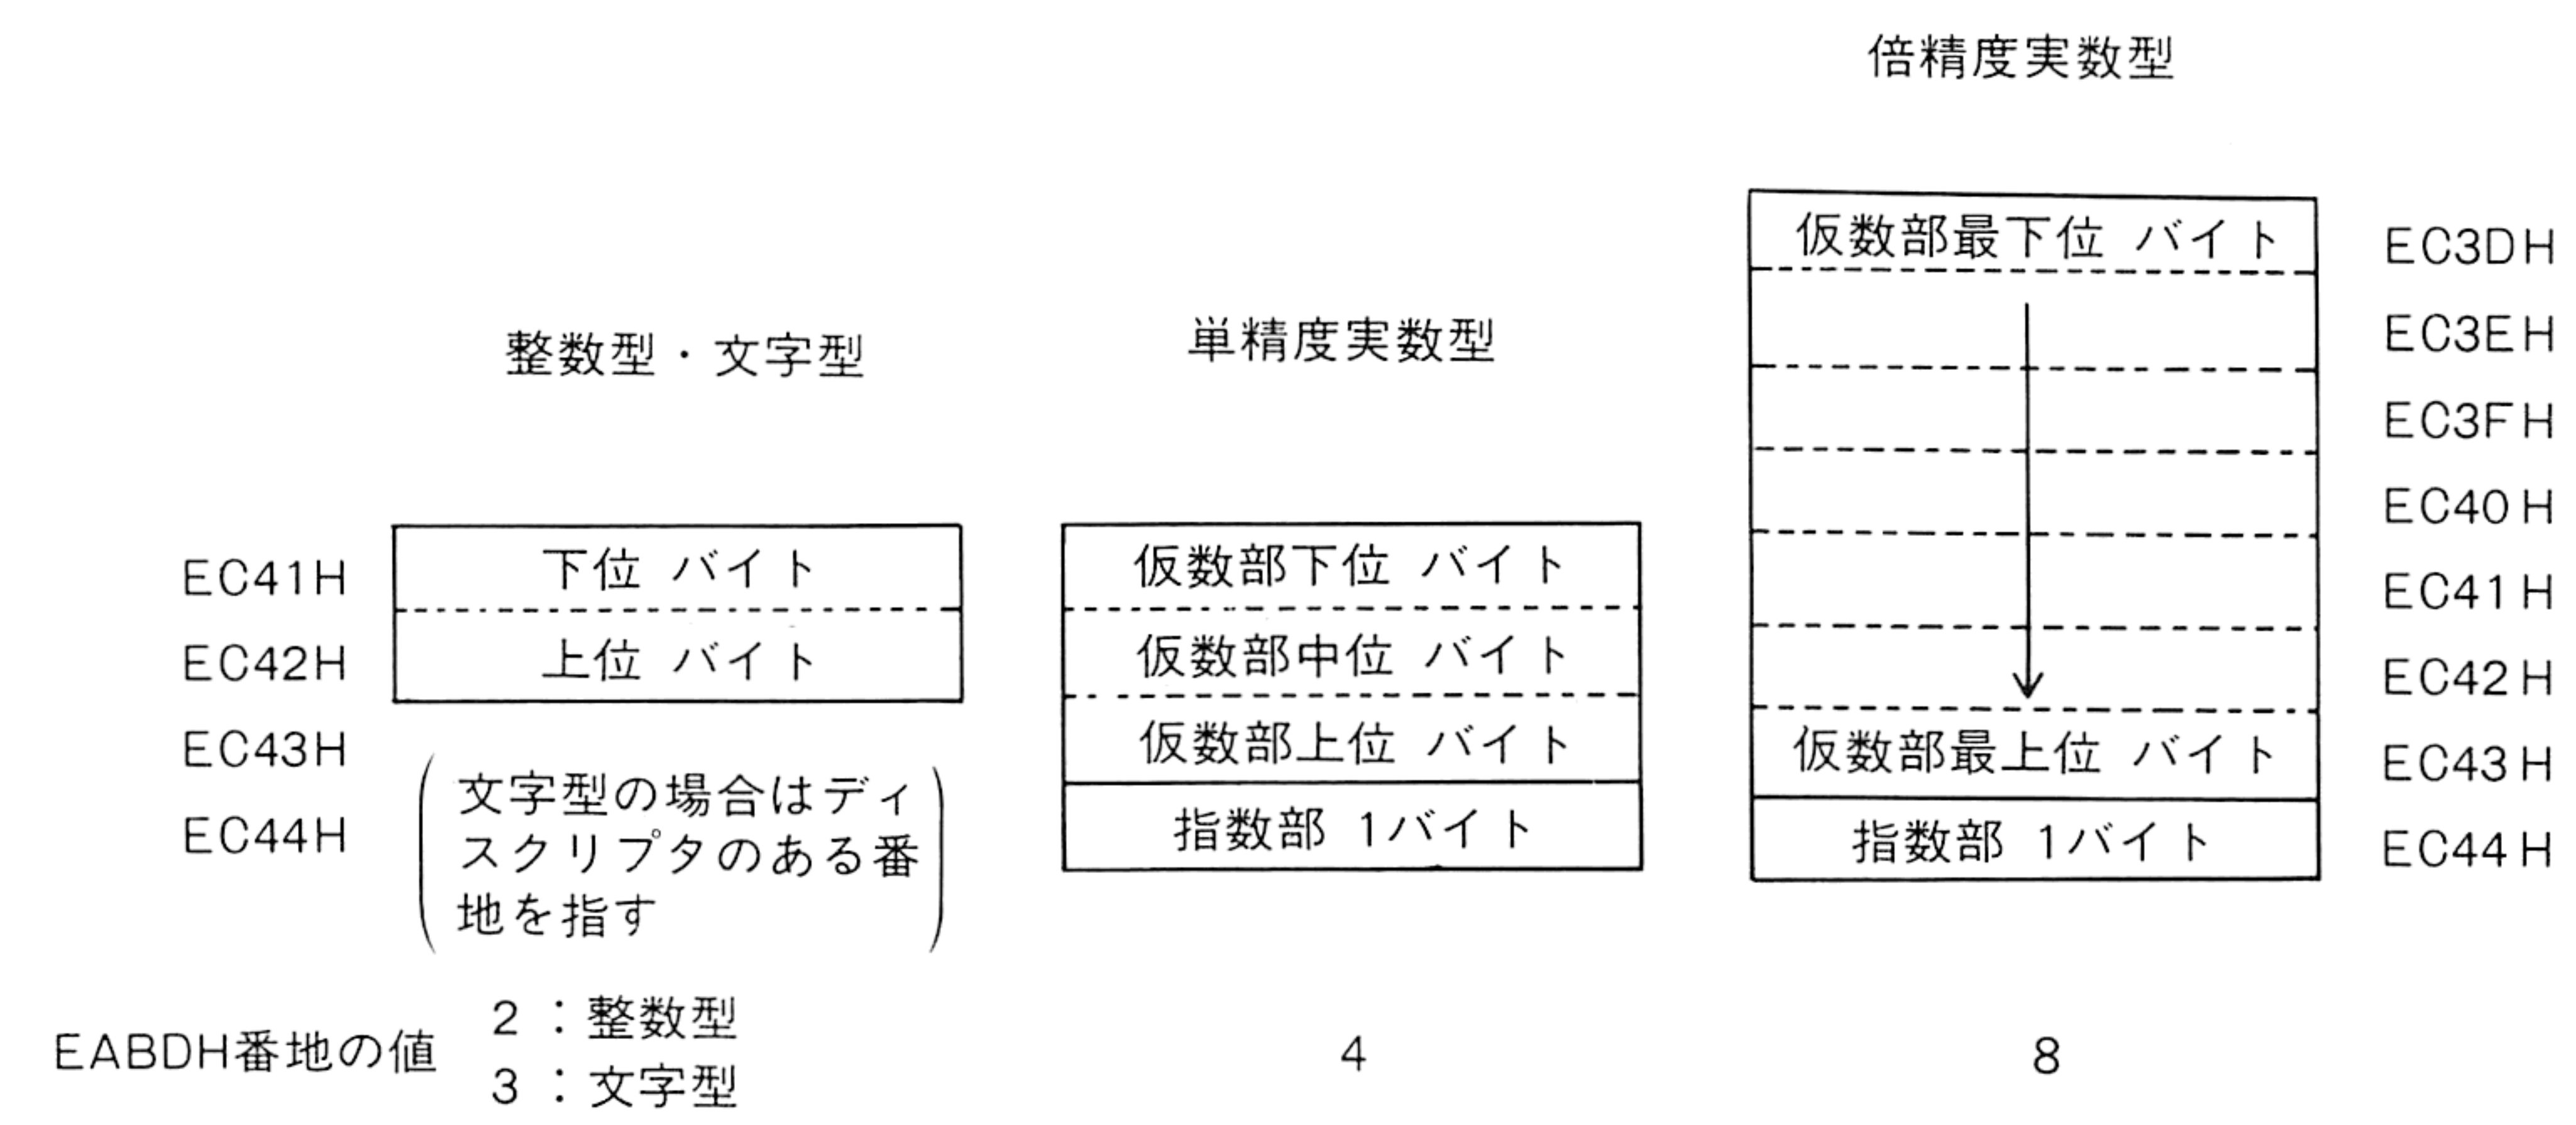 倍精度実数型
整数型・文字型
単精度実数型
EC41H
EC42H
EC43H
EC44H
下位 バイト
上位 バイト
文字型の場合はディ
スクリプタのある番
地を指す
仮数部下位 バイト
仮数部中位 バイト
仮数部上位 バイト
指数部 1バイト
仮数部最下位 バイト
仮数部最上位 バイト
指数部 1バイト
EC3DH
EC3EH
EC3FH
EC40H
EC41H
EC42H
EC43H
EC44H
EABDH番地の値
2：整数型
3：文字型
4
8